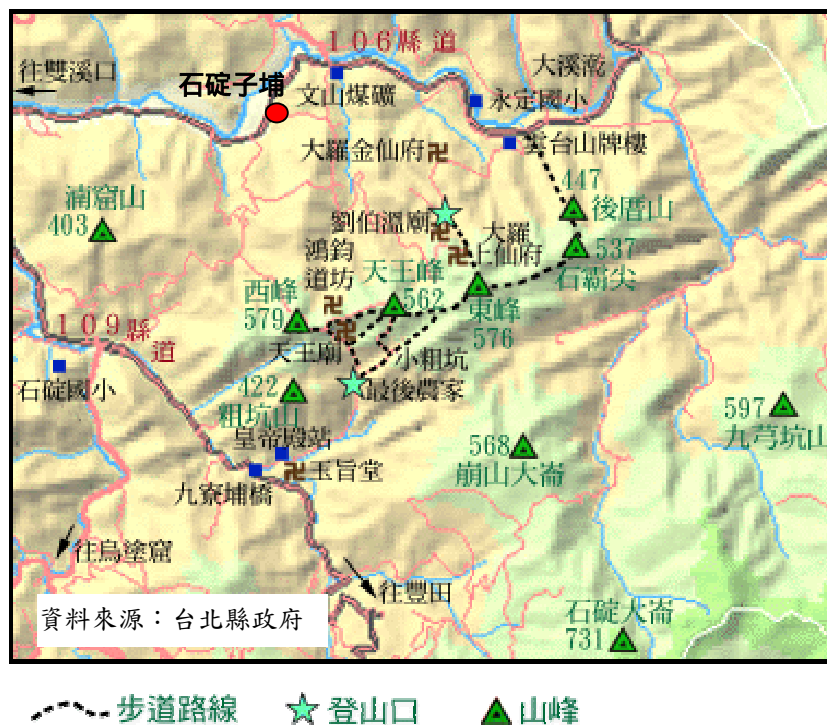 106縣道
往雙溪口
石碇子埔
文山煤礦
大溪漧
永定國小
大羅金仙府
雲台山牌樓
湳窟山
403
447
後厝山
劉伯溫廟
鴻鈞
道坊
大羅
上仙府
537
石霸尖
天王峰
562
西峰
579
東峰
576
109縣道
天王廟
小粗坑
石碇國小
422
粗坑山
最後農家
597
九芎坑山
皇帝殿站
568
崩山大崙
玉旨堂
九寮埔橋
往烏塗窟
往豐田
石碇大崙
731
資料來源：台北縣政府
步道路線
登山口
山峰